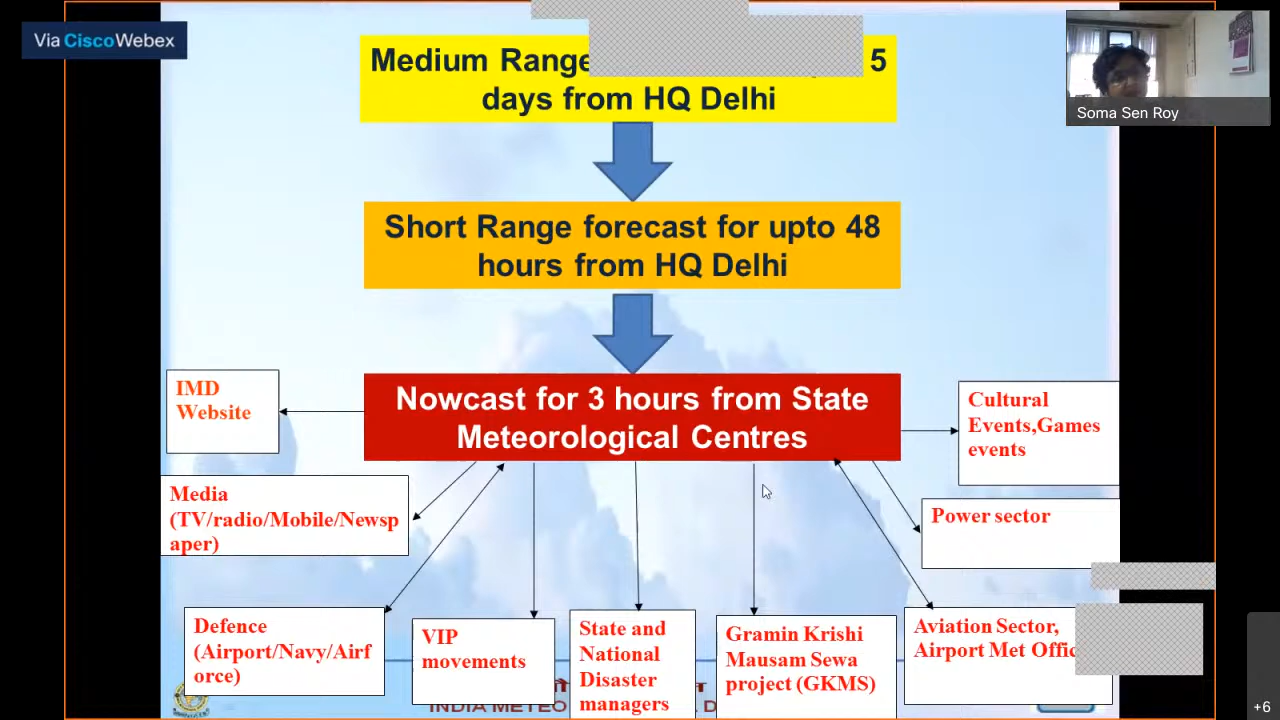 Via Cisco Webex
Medium Range 5
days from HQ Delhi
Soma Sen Roy
Short Range forecast for upto 48
hours from HQ Delhi
Nowcast for 3 hours from State
Meteorological Centres
IMD
Website
Cultural
Events,Games
events
Media
(TV/radio/Mobile/Newsp
aper)
Power sector
Defence
(Airport/Navy/Airf
orce)
VIP
movements
State and
National
Disaster
managers
Gramin Krishi
Mausam Sewa
project (GKMS)
Aviation Sector,
Airport Met
INDIA
+6